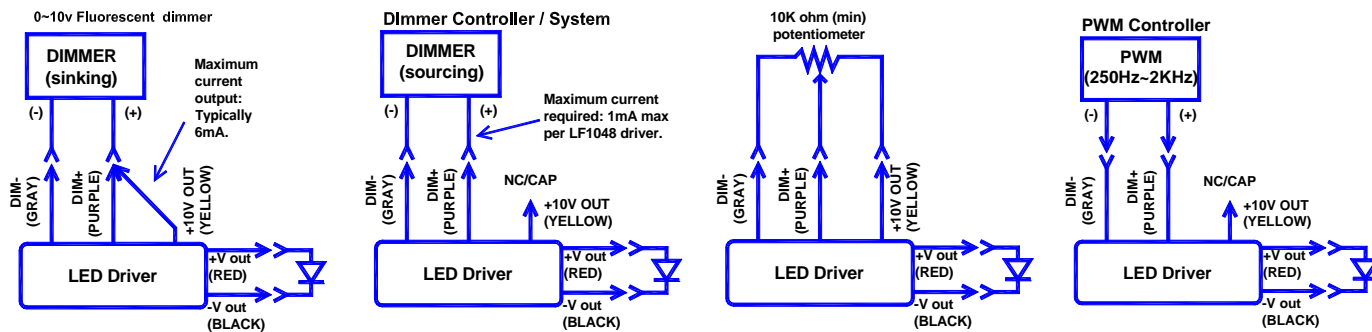 0~10v Fluorescent dimmer
DIMMER
(sinking)
Maximum
current
output:
Typically
6mA.
(-)
(+)
DIM-
(GRAY)
DIM+
(PURPLE)
+10V OUT
(YELLOW)
LED Driver
+V out
(RED)
-V out
(BLACK)
DImmer Controller / System
DIMMER
(sourcing)
(-)
(+)
Maximum current
required: 1mA max
per LF1048 driver.
DIM-
(GRAY)
DIM+
(PURPLE)
NC/CAP
+10V OUT
(YELLOW)
LED Driver
+V out
(RED)
-V out
(BLACK)
10K ohm (min)
potentiometer
DIM-
(GRAY)
DIM+
(PURPLE)
+10V OUT
(YELLOW)
LED Driver
+V out
(RED)
-V out
(BLACK)
PWM Controller
PWM
(250Hz~2KHz)
(-)
(+)
DIM-
(GRAY)
DIM+
(PURPLE)
NC/CAP
+10V OUT
(YELLOW)
LED Driver
+V out
(RED)
-V out
(BLACK)